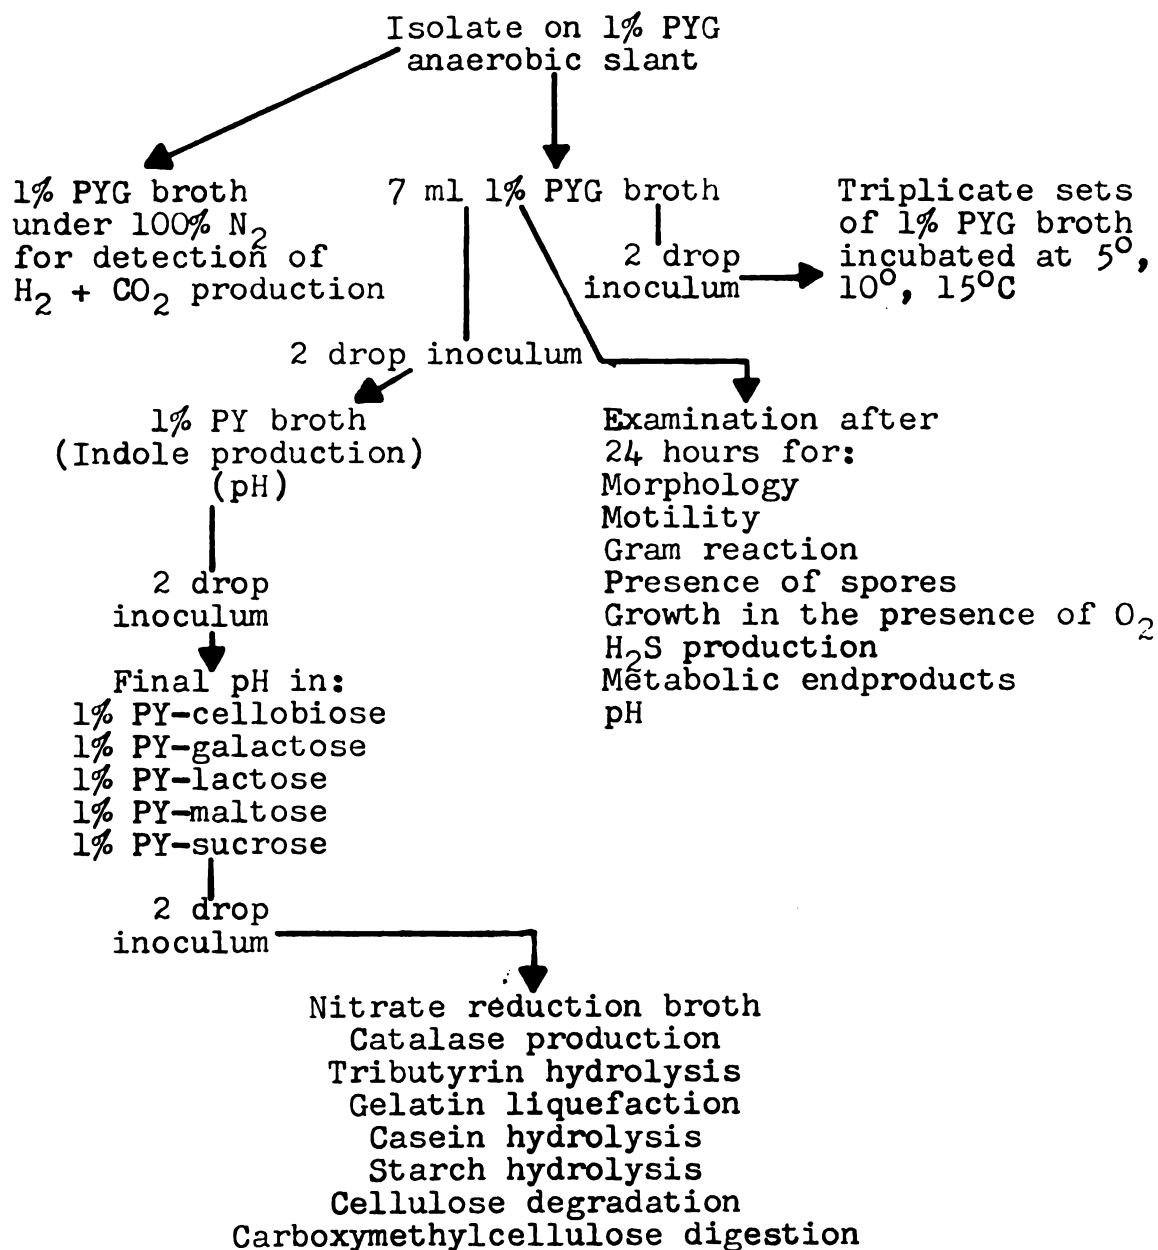 Isolate on 1% PYG
anaerobic slant
1% PYG broth
under 100% N2
for detection of
H2 + CO2 production
7 ml 1% PYG broth
2 drop
inoculum
Triplicate sets
of 1% PYG broth
incubated at 5°,
10°, 15°C
2 drop inoculum
1% PY broth
(Indole production)
(pH)
2 drop
inoculum
Final pH in:
1% PY-cellobiose
1% PY-galactose
1% PY-lactose
1% PY-maltose
1% PY-sucrose
2 drop
inoculum
Examination after
24 hours for:
Morphology
Motility
Gram reaction
Presence of spores
Growth in the presence of O2
H2S production
Metabolic endproducts
pH
Nitrate reduction broth
Catalase production
Tributyrin hydrolysis
Gelatin liquefaction
Casein hydrolysis
Starch hydrolysis
Cellulose degradation
Carboxymethylcellulose digestion